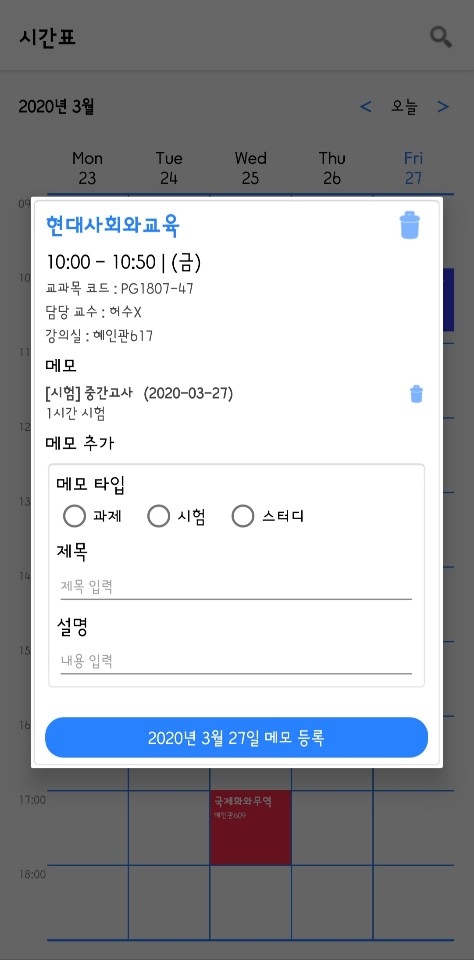 시간표
2020년 3월
< 오늘 >
Mon Tue Wed Thu Fri
23 24 25 26 27
현대사회와교육
10:00 - 10:50 | (금)
교과목 코드 : PG1807-47
담당 교수 : 허수X
강의실 : 혜인관617
메모
[시험] 중간고사 (2020-03-27)
1시간 시험
메모 추가
메모 타입
과제 시험 스터디
제목
제목 입력
설명
내용 입력
2020년 3월 27일 메모 등록
09
10
11
12
13
14
15
16
17:00
국제화와무역
혜인관609
18:00